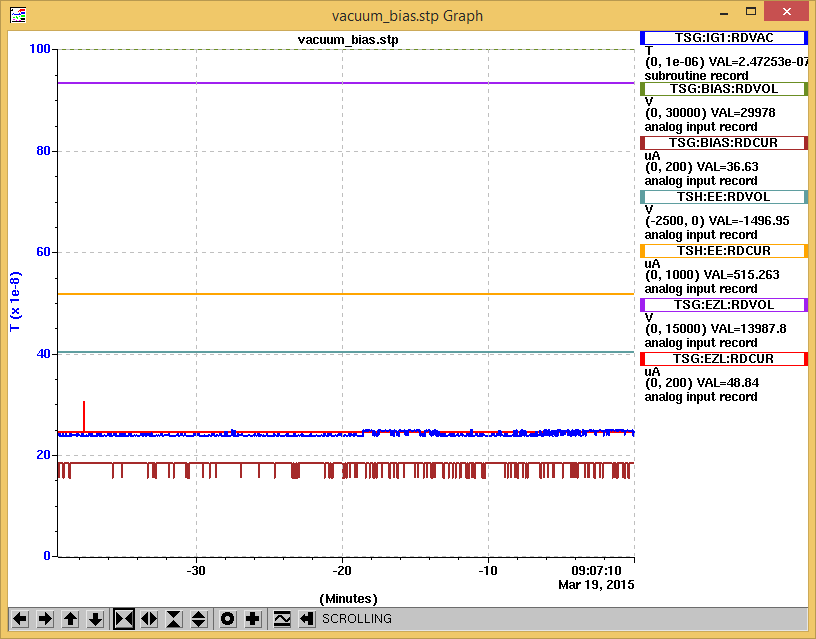 vacuum_bias.stp Graph
vacuum_bias.stp
100
80
60
40
20
0
T (x 1e-8)
-30
-20
-10
09:07:10
Mar 19, 2015
(Minutes)
TSG:IG1:RDVAC
T
(0, 1e-06) VAL=2.47253e-07
subroutine record
TSG:BIAS:RDVOL
V
(0, 30000) VAL=29978
analog input record
TSG:BIAS:RDCUR
uA
(0, 200) VAL=36.63
analog input record
TSH:EE:RDVOL
V
(-2500, 0) VAL=-1496.95
analog input record
TSH:EE:RDCUR
uA
(0, 1000) VAL=515.263
analog input record
TSG:EZL:RDVOL
V
(0, 15000) VAL=13987.8
analog input record
TSG:EZL:RDCUR
uA
(0, 200) VAL=48.84
analog input record
SCROLLING